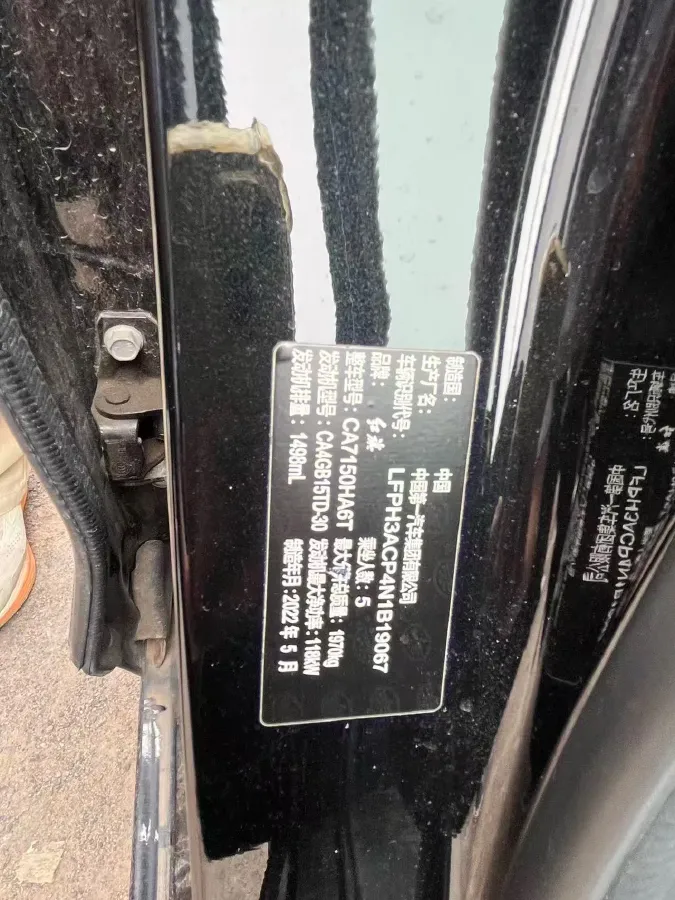 制造国：中国
生产厂名：中国第一汽车集团有限公司
车辆识别代号：LFPH3ACP4N1B19067
品牌：红旗 乘坐人数：5
整车型号：CA7150HA6T 最大允许总质量：1970kg
发动机型号：CA4GB15TD-30 发动机最大净功率：118kW
发动机排量：1498mL 制造年月：2022年5月